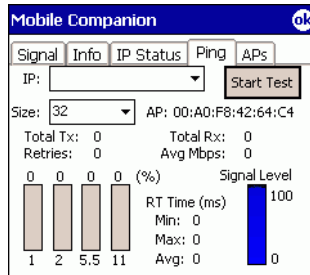 Mobile Companion ok
Signal Info IP Status Ping APs
IP: Start Test
Size: 32 AP: 00:A0:F8:42:64:C4
Total Tx: 0 Total Rx: 0
Retries: 0 Avg Mbps: 0
0 0 0 0 (%) Signal Level
RT Time (ms) 100
Min: 0
Max: 0
1 2 5.5 11 Avg: 0 0